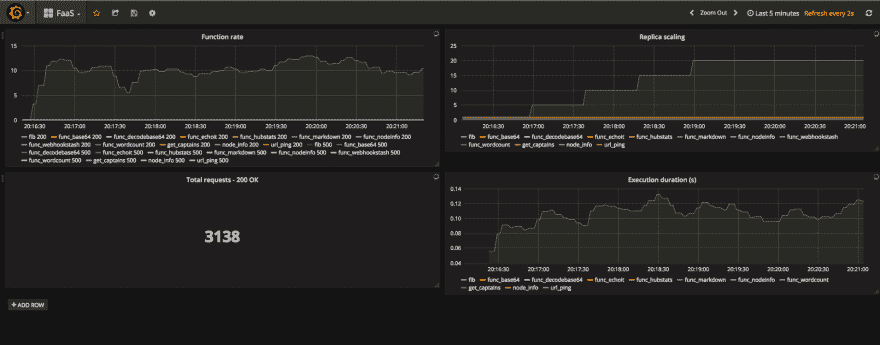 FaaS
Zoom Out
Last 5 minutes Refresh every 2s
Function rate
15
10
5
0
20:16:30 20:17:00 20:17:30 20:18:00 20:18:30 20:19:00 20:19:30 20:20:00 20:20:30 20:21:00
fib 200 func_base64 200 func_decodebase64 200 func_echoit 200 func_hubstats 200 func_markdown 200 func_nodeinfo 200
func_webhookstash 200 func_wordcount 200 get_captains 200 node_info 200 url_ping 200 fib 500 func_base64 500
func_decodebase64 500 func_echoit 500 func_hubstats 500 func_markdown 500 func_nodeinfo 500 func_webhookstash 500
func_wordcount 500 get_captains 500 node_info 500 url_ping 500
Replica scaling
25
20
15
10
5
0
20:16:30 20:17:00 20:17:30 20:18:00 20:18:30 20:19:00 20:19:30 20:20:00 20:20:30 20:21:00
fib func_base64 func_decodebase64 func_echoit func_hubstats func_markdown func_nodeinfo func_webhookstash
func_wordcount get_captains node_info url_ping
Total requests - 200 OK
3138
Execution duration (s)
0.14
0.12
0.10
0.08
0.06
0.04
20:16:30 20:17:00 20:17:30 20:18:00 20:18:30 20:19:00 20:19:30 20:20:00 20:20:30 20:21:00
fib func_base64 func_decodebase64 func_echoit func_hubstats func_markdown func_nodeinfo func_wordcount
get_captains node_info url_ping
+ ADD ROW